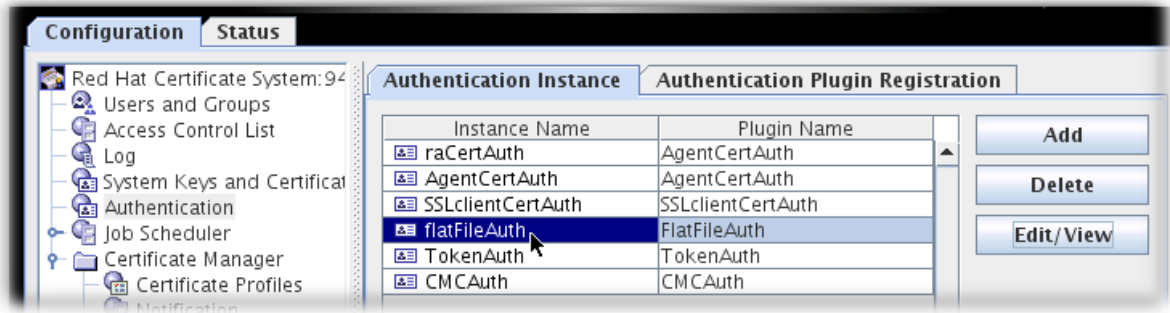 Configuration
Status
Red Hat Certificate System:94
Users and Groups
Access Control List
Log
System Keys and Certificat
Authentication
Job Scheduler
Certificate Manager
Certificate Profiles
Notification
Authentication Instance
Authentication Plugin Registration
Instance Name Plugin Name
raCertAuth AgentCertAuth
AgentCertAuth AgentCertAuth
SSLclientCertAuth SSLclientCertAuth
flatFileAuth FlatFileAuth
TokenAuth TokenAuth
CMCAuth CMCAuth
Add
Delete
Edit/View